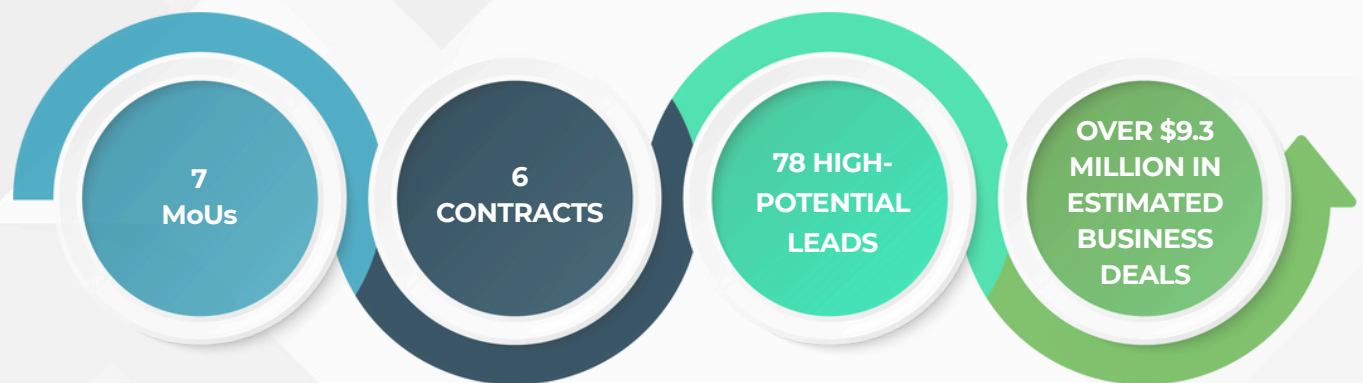 7
MoUs
6
CONTRACTS
78 HIGH-
POTENTIAL
LEADS
OVER $9.3
MILLION IN
ESTIMATED
BUSINESS
DEALS